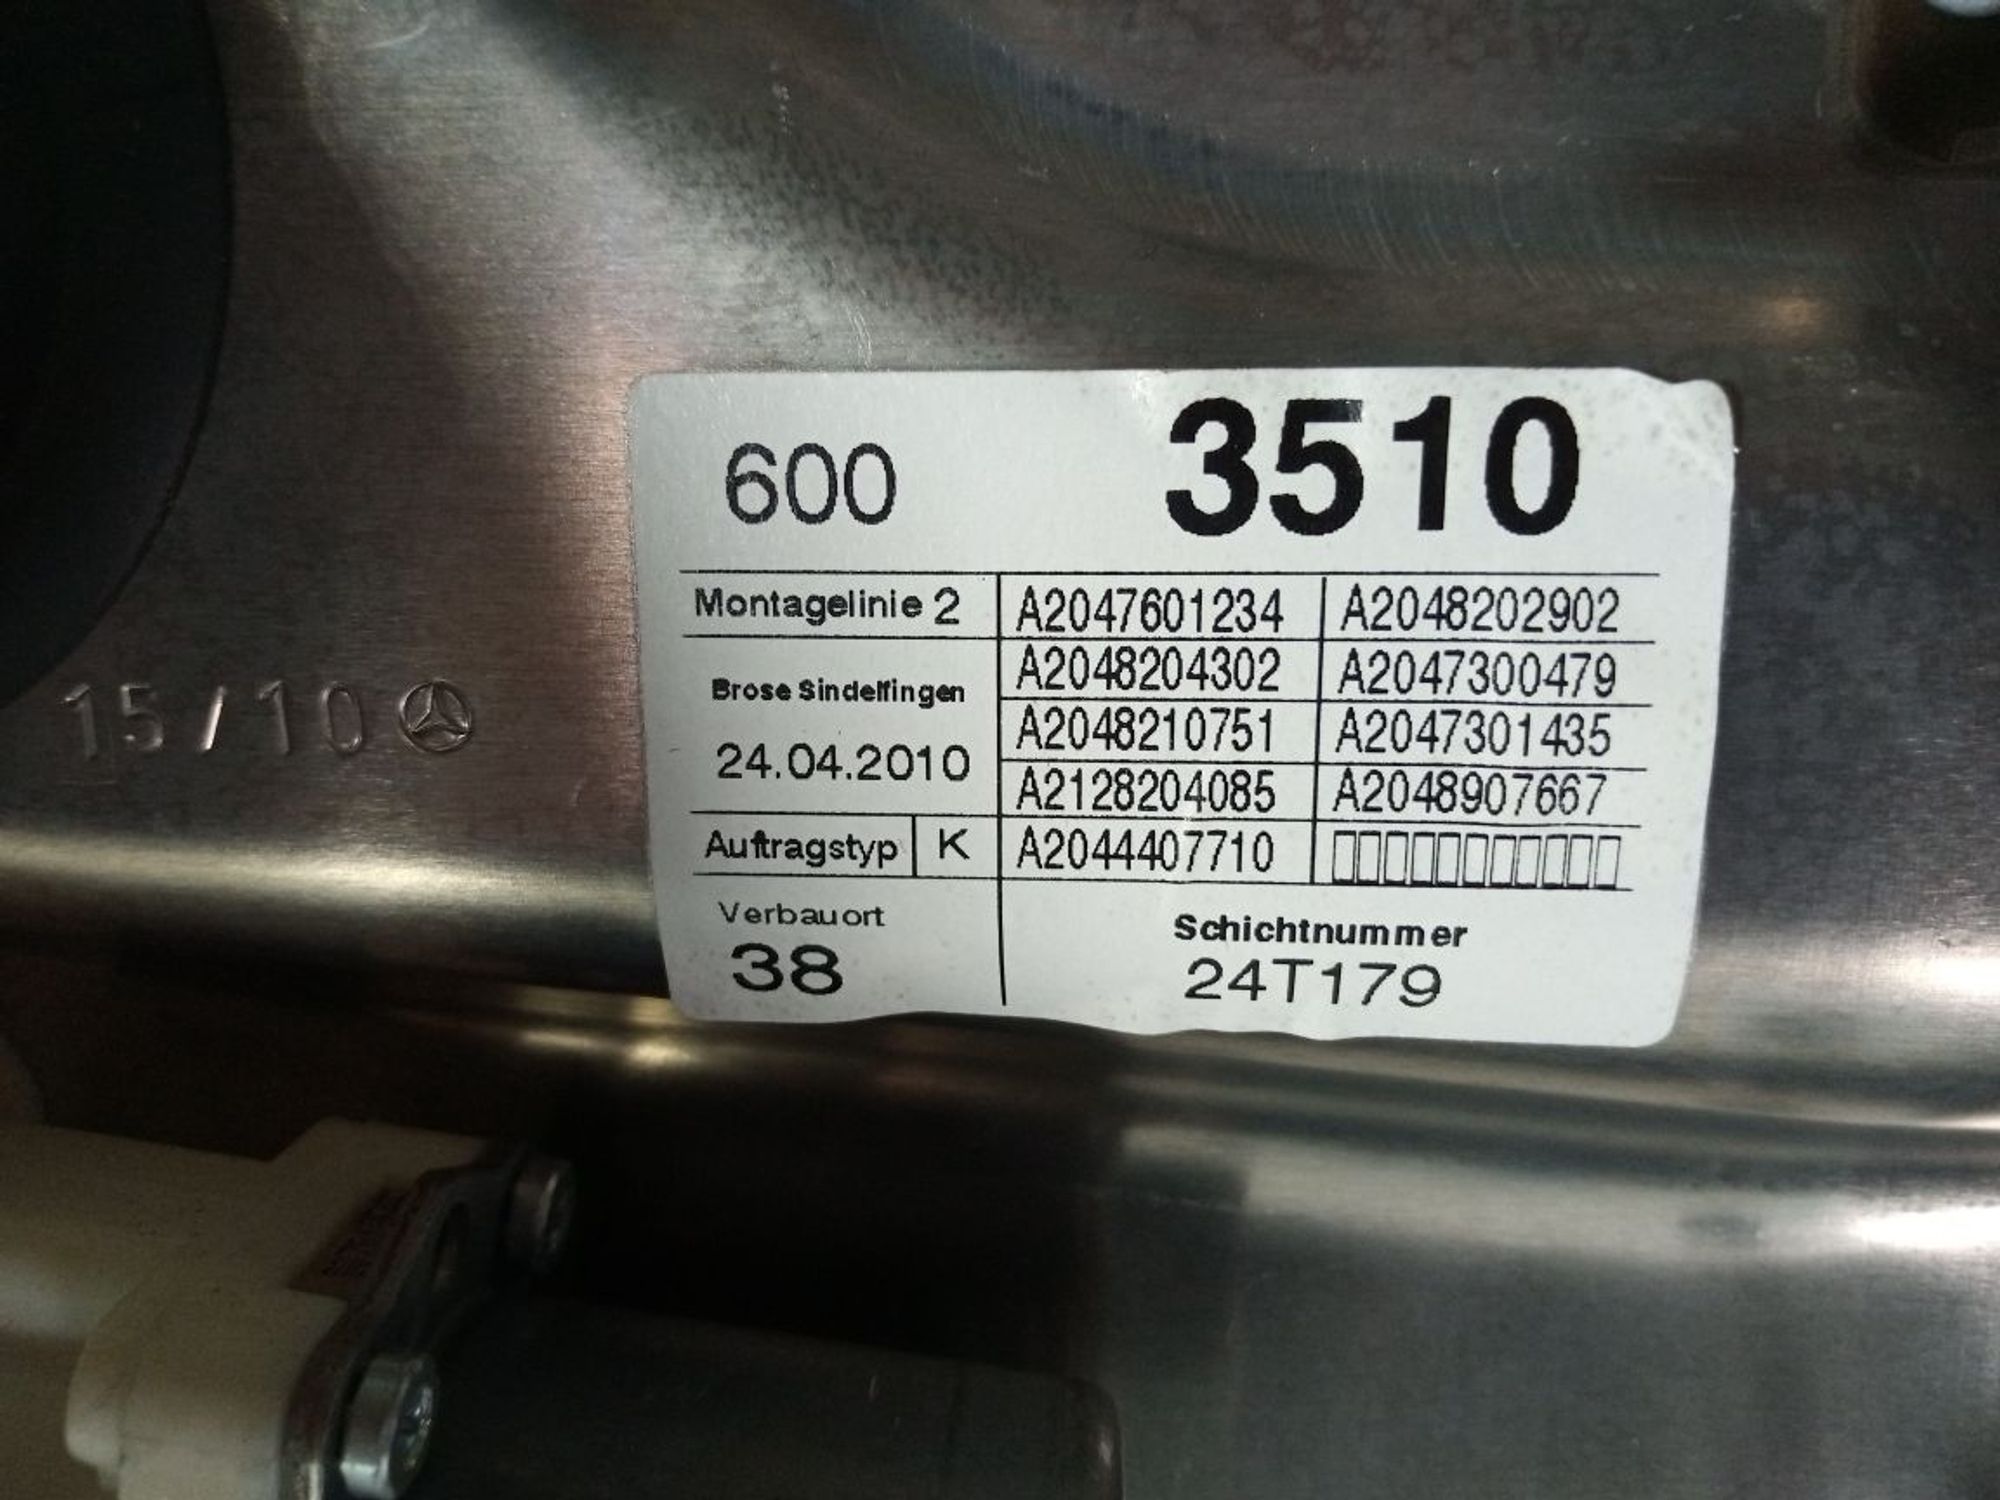 600 3510
Montagelinie 2 A2047601234 A2048202902
Brose Sindelfingen A2048204302 A2047300479
24.04.2010 A2048210751 A2047301435
A2128204085 A2048907667
Auftragstyp K A2044407710
Verbauort Schichtnummer
38 24T179
15/10